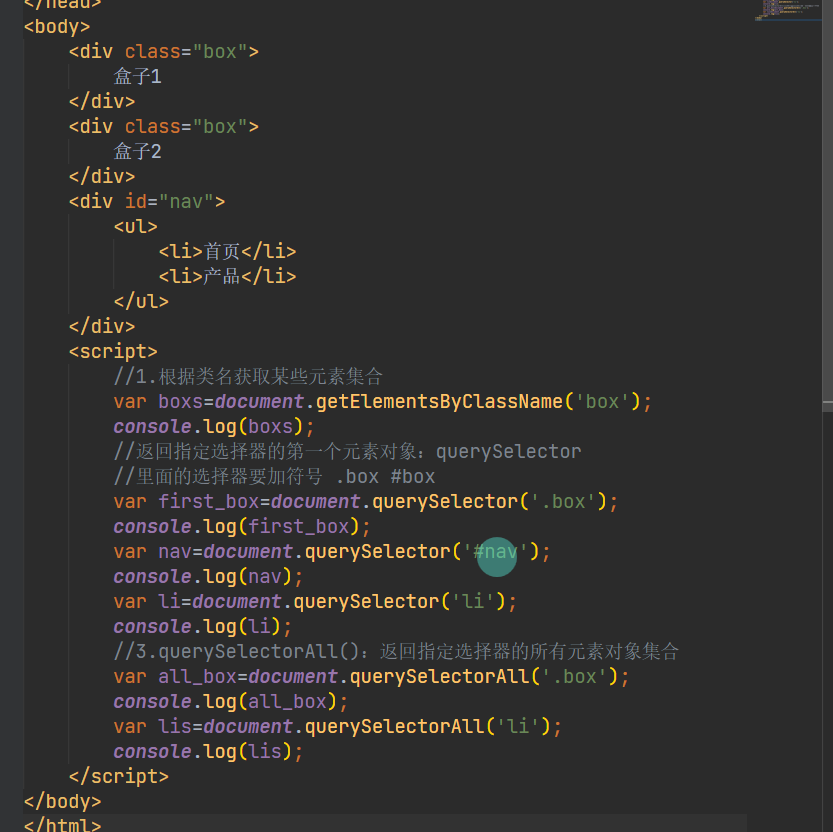 </head>
<body>
<div class="box">
盒子1
</div>
<div class="box">
盒子2
</div>
<div id="nav">
<ul>
<li>首页</li>
<li>产品</li>
</ul>
</div>
<script>
//1.根据类名获取某些元素集合
var boxs=document.getElementsByClassName('box');
console.log(boxs);
//返回指定选择器的第一个元素对象：querySelector
//里面的选择器要加符号 .box #box
var first_box=document.querySelector('.box');
console.log(first_box);
var nav=document.querySelector('#nav');
console.log(nav);
var li=document.querySelector('li');
console.log(li);
//3.querySelectorAll()：返回指定选择器的所有元素对象集合
var all_box=document.querySelectorAll('.box');
console.log(all_box);
var lis=document.querySelectorAll('li');
console.log(lis);
</script>
</body>
</html>